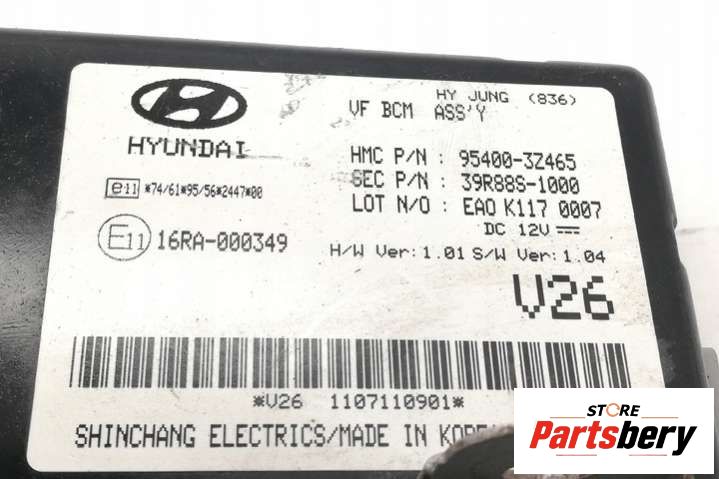 HYUNDAI
HY JUNG (836)
VF BCM ASS'Y
HMC P/N : 95400-3Z465
SEC P/N : 39R88S-1000
LOT N/O : EAO K117 0007
DC 12V
e11 *74/61*95/56*2447*00
E11 16RA-000349
H/W Ver: 1.01 S/W Ver: 1.04
V26
*V26 1107110901*
SHINCHANG ELECTRICS/MADE IN
STORE
Partsbery